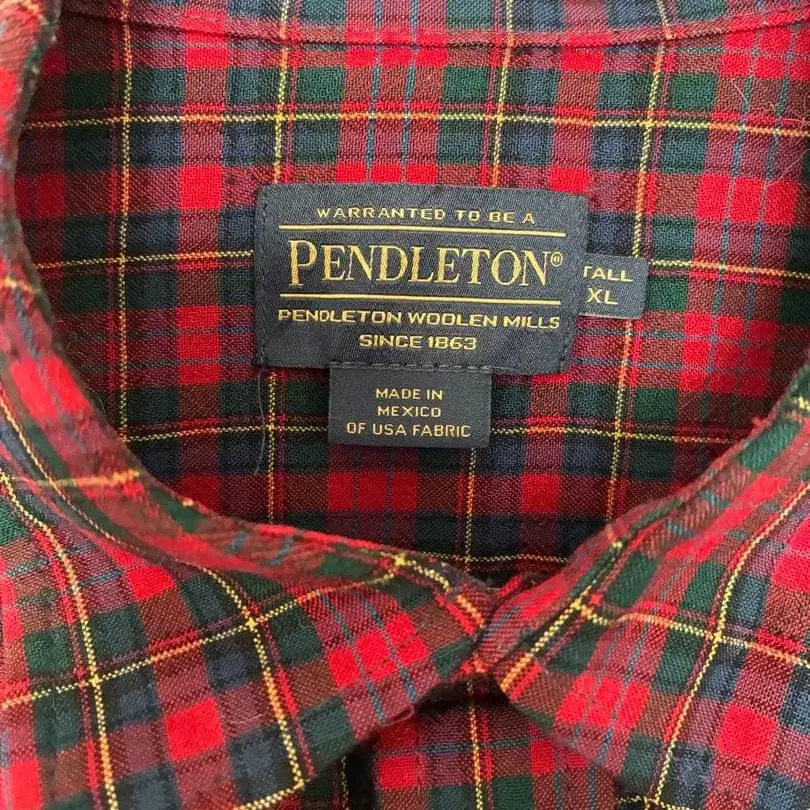 WARRANTED TO BE A
PENDLETON®
PENDLETON WOOLEN MILLS
SINCE 1863
TALL
XL
MADE IN
MEXICO
OF USA FABRIC